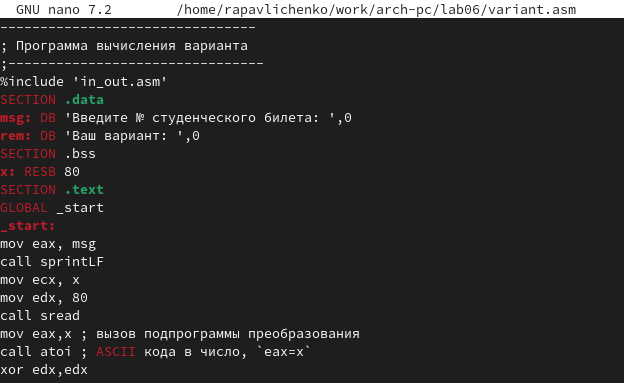 GNU nano 7.2 /home/rapavlichenko/work/arch-pc/lab06/variant.asm
--------------------------------
; Программа вычисления варианта
;--------------------------------
%include 'in_out.asm'
SECTION .data
msg: DB 'Введите № студенческого билета: ',0
rem: DB 'Ваш вариант: ',0
SECTION .bss
x: RESB 80
SECTION .text
GLOBAL _start
_start:
mov eax, msg
call sprintLF
mov ecx, x
mov edx, 80
call sread
mov eax,x ; вызов подпрограммы преобразования
call atoi ; ASCII кода в число, `eax=x`
xor edx,edx